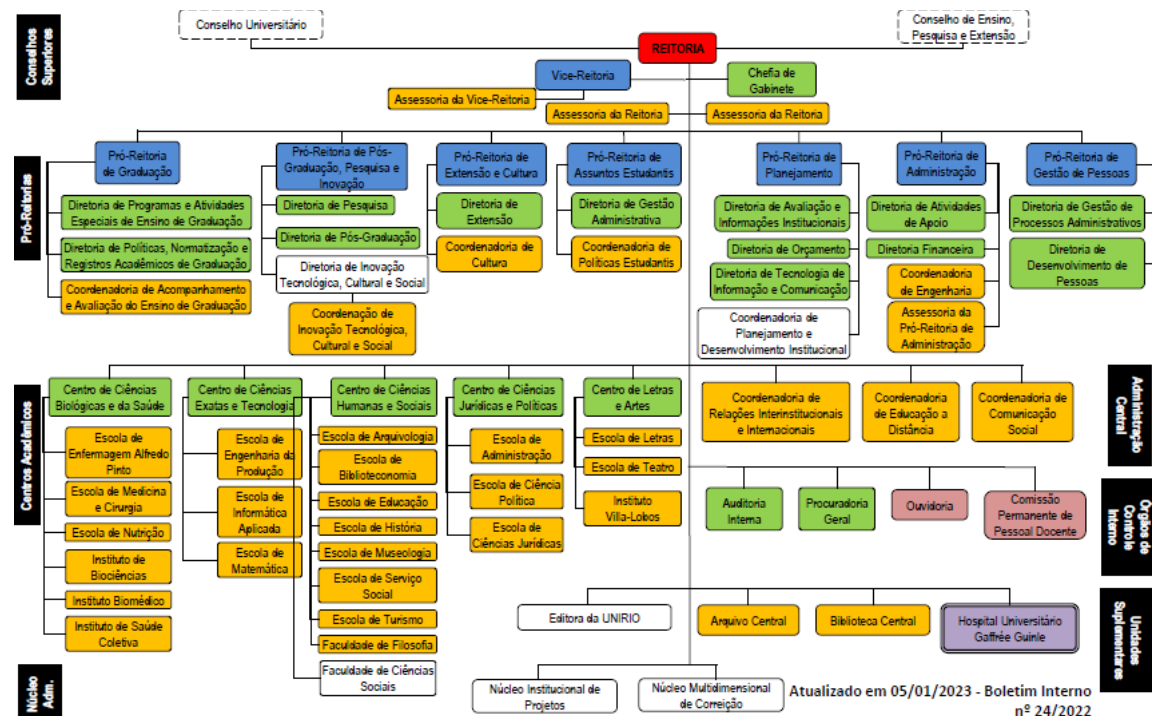 Conselhos
Superiores
Conselho Universitário
Conselho de Ensino,
Pesquisa e Extensão
REITORIA
Vice-Reitoria
Chefia de
Gabinete
Assessoria da Vice-Reitoria
Assessoria da Reitoria
Assessoria da Reitoria
Pró-Reitorias
Pró-Reitoria
de Graduação
Diretoria de Programas e Atividades
Especiais de Ensino de Graduação
Diretoria de Políticas, Normatização e
Registros Acadêmicos de Graduação
Coordenadoria de Acompanhamento
e Avaliação do Ensino de Graduação
Pró-Reitoria de Pós-
Graduação, Pesquisa e
Inovação
Diretoria de Pesquisa
Diretoria de Pós-Graduação
Diretoria de Inovação
Tecnológica, Cultural e Social
Coordenação de
Inovação Tecnológica,
Cultural e Social
Pró-Reitoria de
Extensão e Cultura
Diretoria de
Extensão
Coordenadoria de
Cultura
Pró-Reitoria de
Assuntos Estudantis
Diretoria de Gestão
Administrativa
Coordenadoria de
Políticas Estudantis
Pró-Reitoria de
Planejamento
Diretoria de Avaliação e
Informações Institucionais
Diretoria de Orçamento
Diretoria de Tecnologia de
Informação e Comunicação
Coordenadoria de
Planejamento e
Desenvolvimento Institucional
Pró-Reitoria de
Administração
Diretoria de Atividades
de Apoio
Diretoria Financeira
Coordenadoria
de Engenharia
Assessoria da
Pró-Reitoria de
Administração
Pró-Reitoria de
Gestão de Pessoas
Diretoria de Gestão de
Processos Administrativos
Diretoria de
Desenvolvimento de
Pessoas
Centros Acadêmicos
Centro de Ciências
Biológicas e da Saúde
Escola de
Enfermagem Alfredo
Pinto
Escola de Medicina
e Cirurgia
Escola de Nutrição
Instituto de
Biociências
Instituto Biomédico
Instituto de Saúde
Coletiva
Centro de Ciências
Exatas e Tecnologia
Escola de
Engenharia da
Produção
Escola de
Informática
Aplicada
Escola de
Matemática
Centro de Ciências
Humanas e Sociais
Escola de Arquivologia
Escola de
Biblioteconomia
Escola de Educação
Escola de História
Escola de Museologia
Escola de Serviço
Social
Escola de Turismo
Faculdade de Filosofia
Faculdade de Ciências
Sociais
Centro de Ciências
Jurídicas e Políticas
Escola de
Administração
Escola de Ciência
Política
Escola de
Ciências Jurídicas
Centro de Letras e
Artes
Escola de Letras
Escola de Teatro
Instituto
Villa-Lobos
Administração
Central
Coordenadoria de
Relações Interinstitucionais
e Internacionais
Coordenadoria
de Educação a
Distância
Coordenadoria de
Comunicação
Social
Órgãos de
Controle
Interno
Auditoria
Interna
Procuradoria
Geral
Ouvidoria
Comissão
Permanente de
Pessoal Docente
Unidades
Suplementares
Editora da UNIRIO
Arquivo Central
Biblioteca Central
Hospital Universitário
Gaffrée Guinle
Núcleo
Adm.
Núcleo Institucional de
Projetos
Núcleo Multidimensional
de Correição
Atualizado em 05/01/2023 - Boletim Interno
nº 24/2022